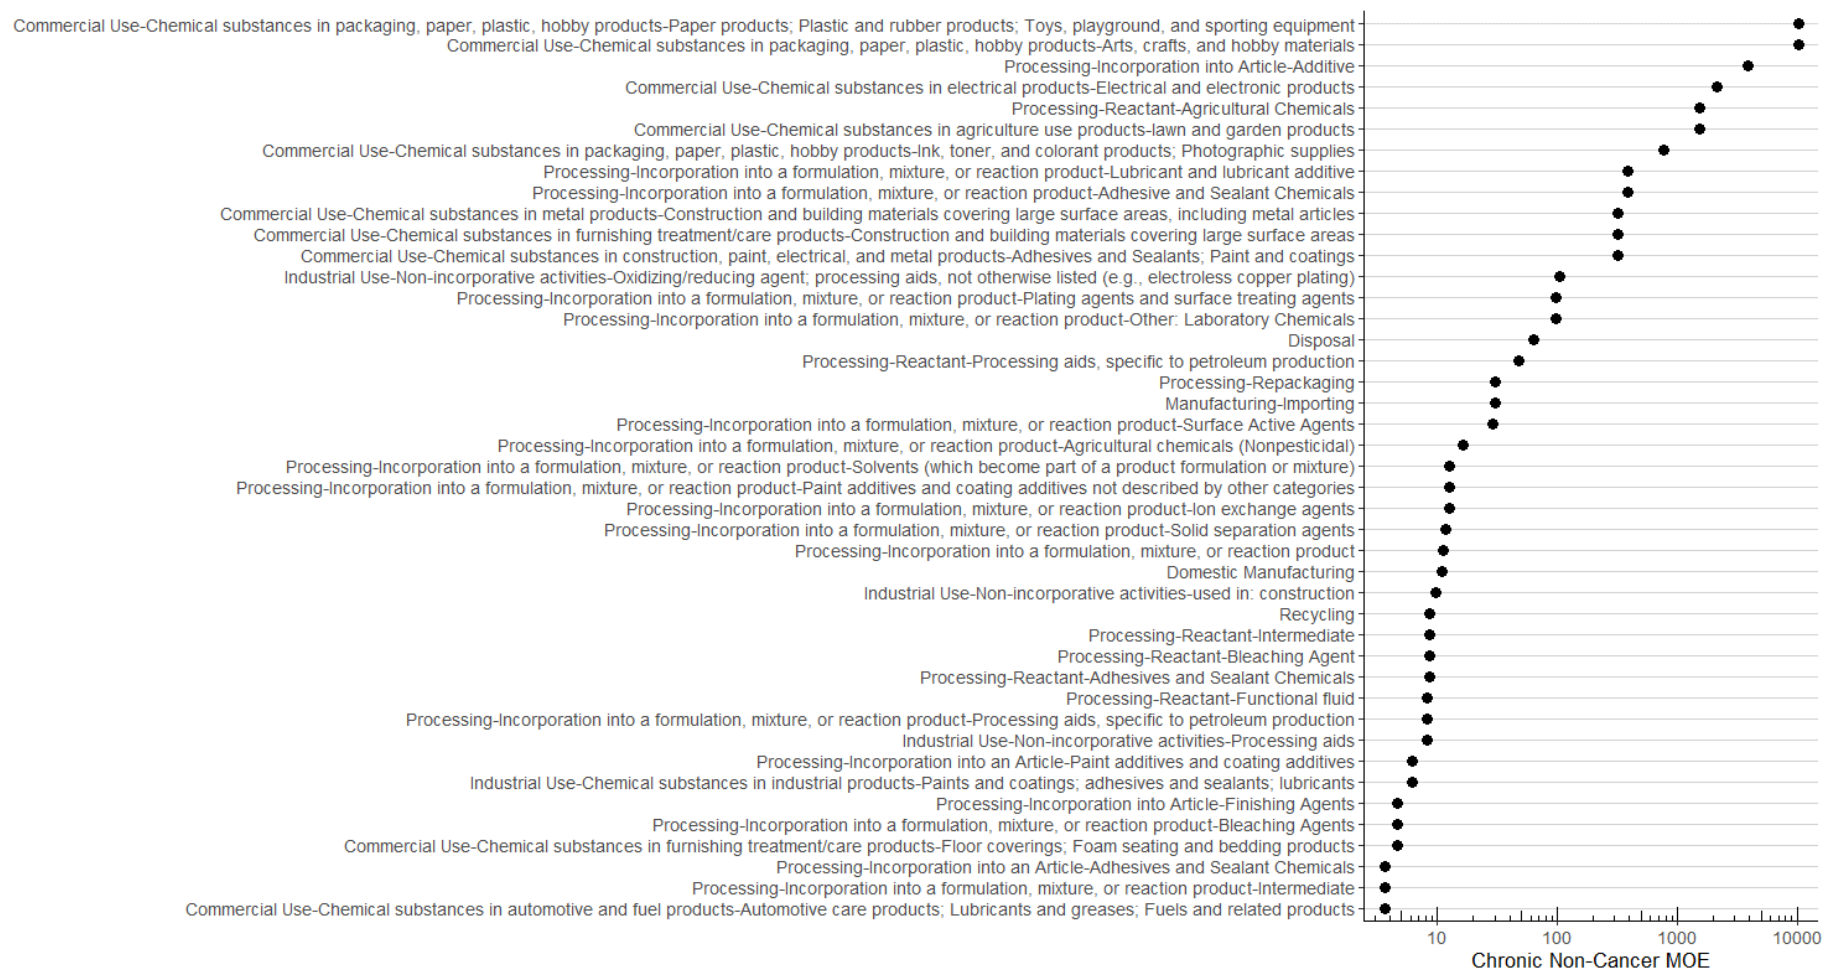 Commercial Use-Chemical substances in packaging, paper, plastic, hobby products-Paper products; Plastic and rubber products; Toys, playground, and sporting equipment
Commercial Use-Chemical substances in packaging, paper, plastic, hobby products-Arts, crafts, and hobby materials
Processing-Incorporation into Article-Additive
Commercial Use-Chemical substances in electrical products-Electrical and electronic products
Processing-Reactant-Agricultural Chemicals
Commercial Use-Chemical substances in agriculture use products-lawn and garden products
Commercial Use-Chemical substances in packaging, paper, plastic, hobby products-Ink, toner, and colorant products; Photographic supplies
Processing-Incorporation into a formulation, mixture, or reaction product-Lubricant and lubricant additive
Processing-Incorporation into a formulation, mixture, or reaction product-Adhesive and Sealant Chemicals
Commercial Use-Chemical substances in metal products-Construction and building materials covering large surface areas, including metal articles
Commercial Use-Chemical substances in furnishing treatment/care products-Construction and building materials covering large surface areas
Commercial Use-Chemical substances in construction, paint, electrical, and metal products-Adhesives and Sealants; Paint and coatings
Industrial Use-Non-incorporative activities-Oxidizing/reducing agent; processing aids, not otherwise listed (e.g., electroless copper plating)
Processing-Incorporation into a formulation, mixture, or reaction product-Plating agents and surface treating agents
Processing-Incorporation into a formulation, mixture, or reaction product-Other: Laboratory Chemicals
Disposal
Processing-Reactant-Processing aids, specific to petroleum production
Processing-Repackaging
Manufacturing-Importing
Processing-Incorporation into a formulation, mixture, or reaction product-Surface Active Agents
Processing-Incorporation into a formulation, mixture, or reaction product-Agricultural chemicals (Nonpesticidal)
Processing-Incorporation into a formulation, mixture, or reaction product-Solvents (which become part of a product formulation or mixture)
Processing-Incorporation into a formulation, mixture, or reaction product-Paint additives and coating additives not described by other categories
Processing-Incorporation into a formulation, mixture, or reaction product-Ion exchange agents
Processing-Incorporation into a formulation, mixture, or reaction product-Solid separation agents
Processing-Incorporation into a formulation, mixture, or reaction product
Domestic Manufacturing
Industrial Use-Non-incorporative activities-used in: construction
Recycling
Processing-Reactant-Intermediate
Processing-Reactant-Bleaching Agent
Processing-Reactant-Adhesives and Sealant Chemicals
Processing-Reactant-Functional fluid
Processing-Incorporation into a formulation, mixture, or reaction product-Processing aids, specific to petroleum production
Industrial Use-Non-incorporative activities-Processing aids
Processing-Incorporation into an Article-Paint additives and coating additives
Industrial Use-Chemical substances in industrial products-Paints and coatings; adhesives and sealants; lubricants
Processing-Incorporation into Article-Finishing Agents
Processing-Incorporation into a formulation, mixture, or reaction product-Bleaching Agents
Commercial Use-Chemical substances in furnishing treatment/care products-Floor coverings; Foam seating and bedding products
Processing-Incorporation into an Article-Adhesives and Sealant Chemicals
Processing-Incorporation into a formulation, mixture, or reaction product-Intermediate
Commercial Use-Chemical substances in automotive and fuel products-Automotive care products; Lubricants and greases; Fuels and related products
10 100 1000 10000
Chronic Non-Cancer MOE